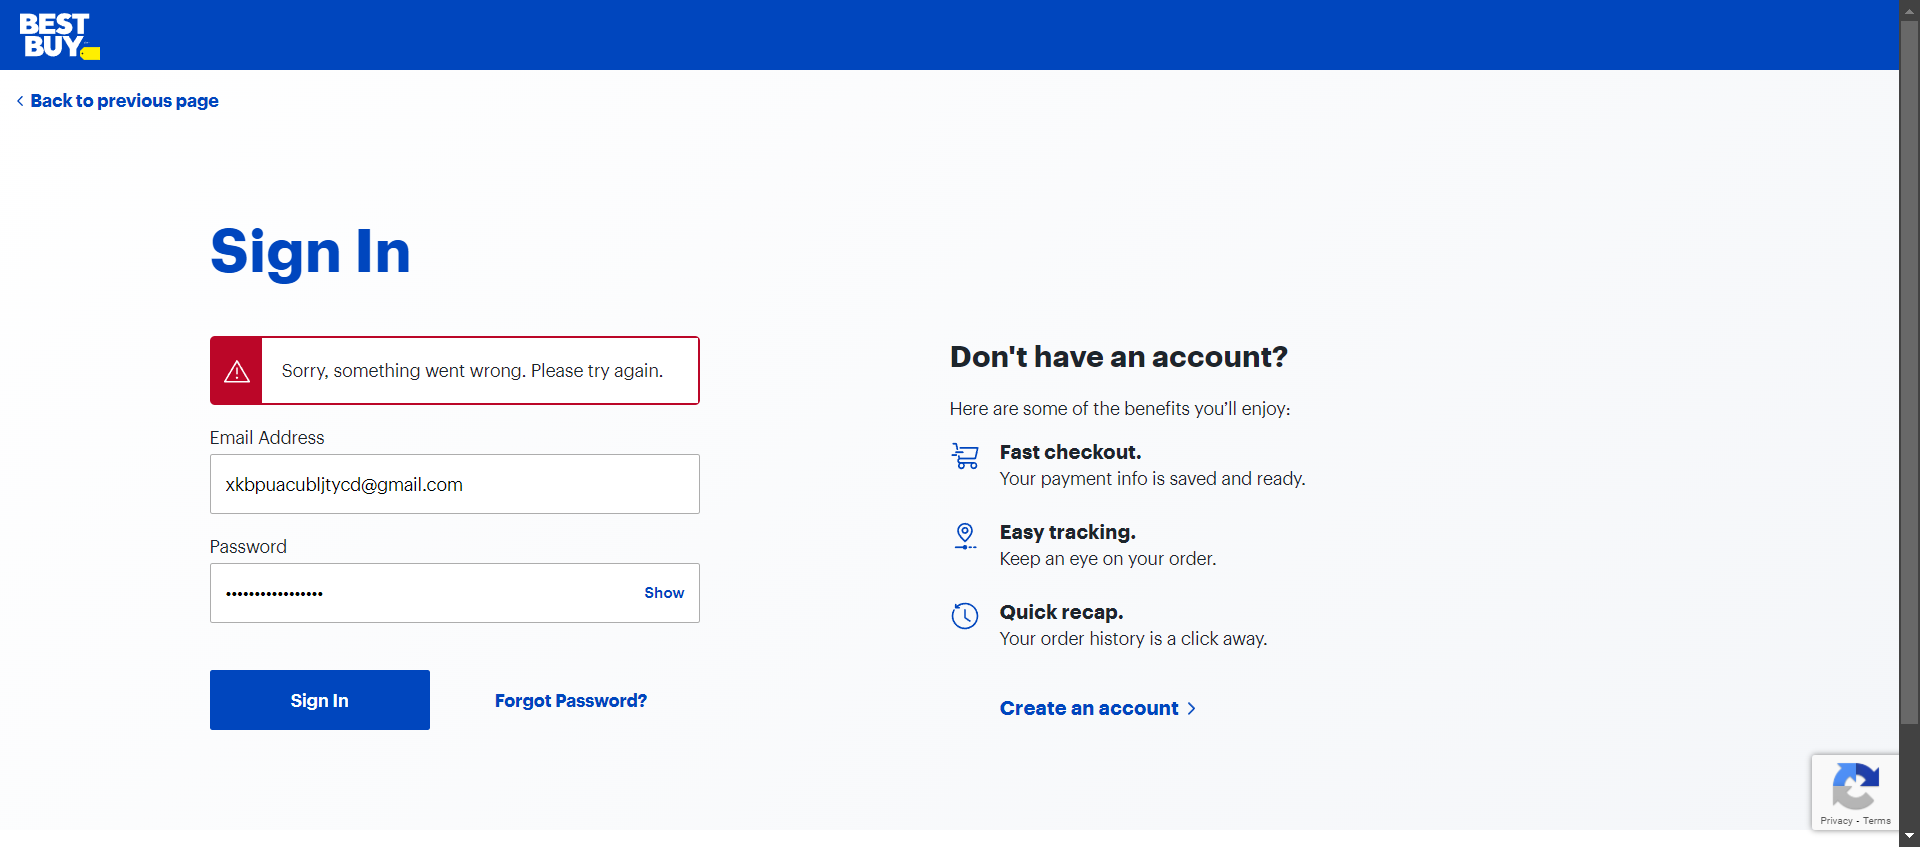 BEST
BUY
Back to previous page
Sign In
Sorry, something went wrong. Please try again.
Email Address
xkbpuacubljtycd@gmail.com
Password
•••••••••••••••••
Show
Sign In
Forgot Password?
Don't have an account?
Here are some of the benefits you’ll enjoy:
Fast checkout.
Your payment info is saved and ready.
Easy tracking.
Keep an eye on your order.
Quick recap.
Your order history is a click away.
Create an account
Privacy - Terms